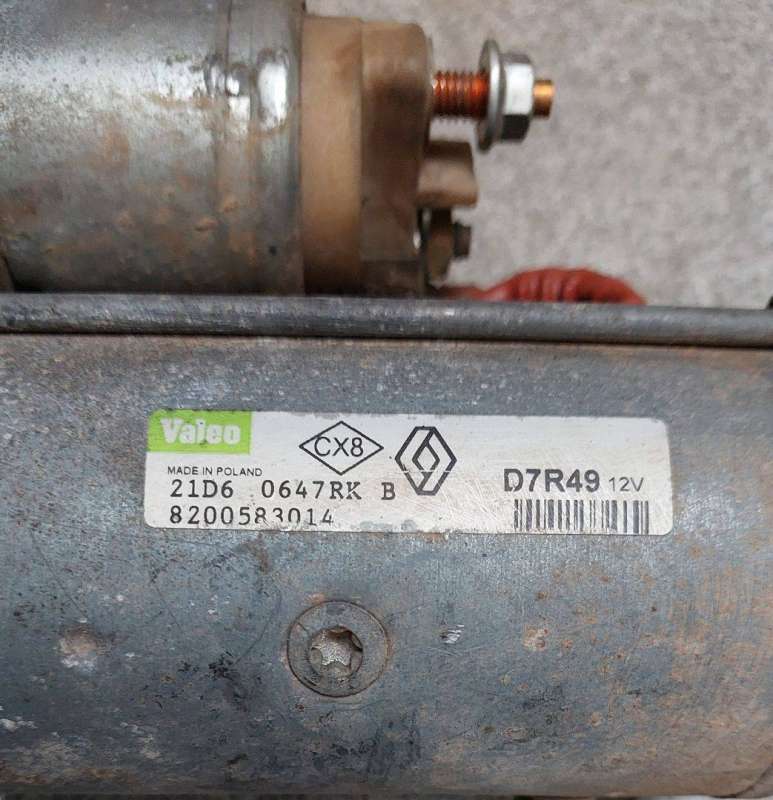 Valeo
CX8
MADE IN POLAND
21D6 0647RK B
8200583014
D7R49 12V